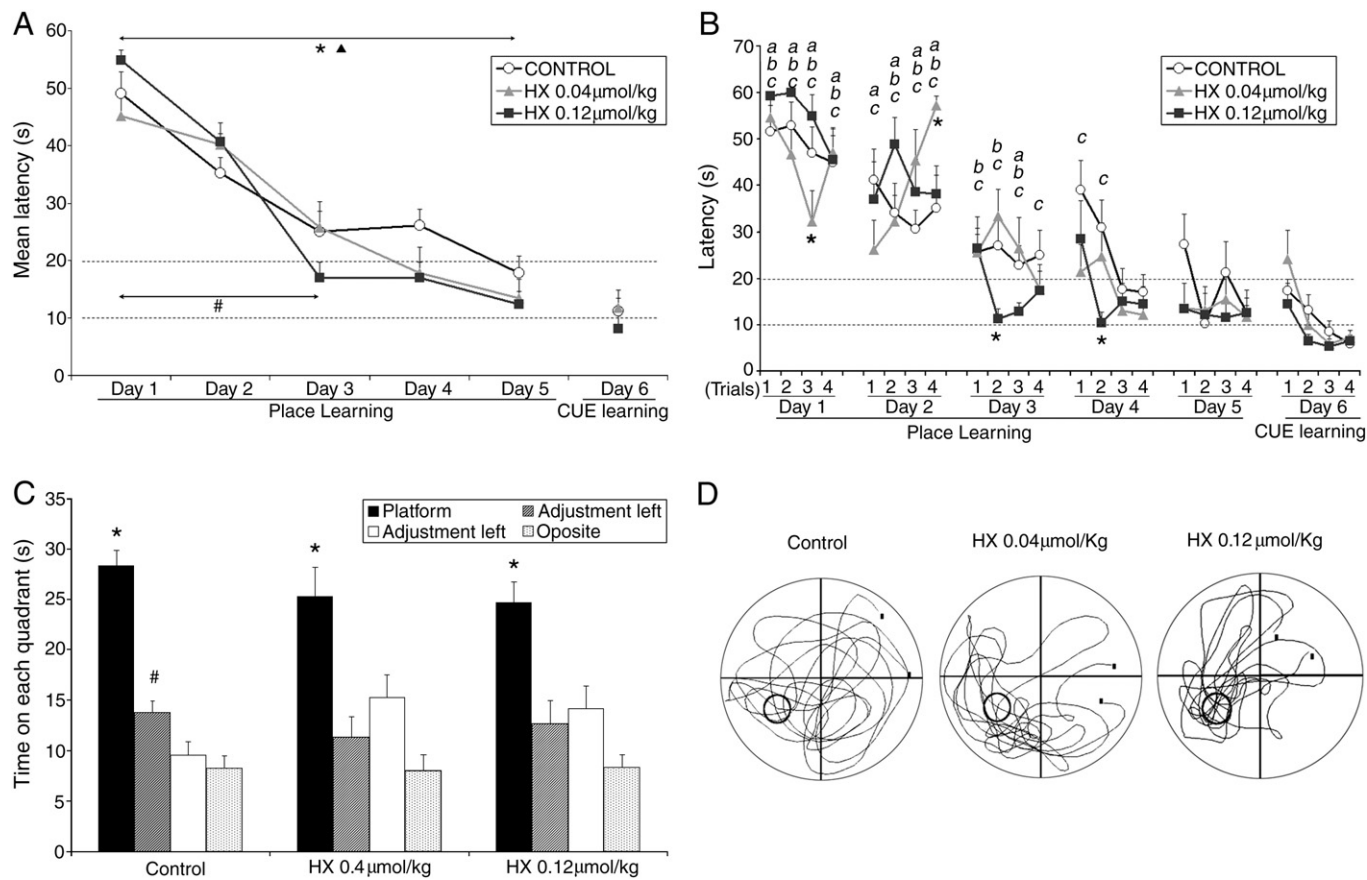 A
60
50
40
30
20
10
0
Mean latency (s)
* ▲
CONTROL
HX 0.04μmol/kg
HX 0.12μmol/kg
#
Day 1 Day 2 Day 3 Day 4 Day 5 Day 6
Place Learning CUE learning
B
70
60
50
40
30
20
10
0
Latency (s)
a a a a
b b b b
c c c c
a
c
a
b
c
b b a
c c b
c
c
c
c
* * * *
CONTROL
HX 0.04μmol/kg
HX 0.12μmol/kg
(Trials) 1 2 3 4 1 2 3 4 1 2 3 4 1 2 3 4 1 2 3 4 1 2 3 4
Day 1 Day 2 Day 3 Day 4 Day 5 Day 6
Place Learning CUE learning
C
35
30
25
20
15
10
5
0
Time on each quadrant (s)
Platform Adjustment left
Adjustment left Oposite
* * *
#
Control HX 0.4μmol/kg HX 0.12μmol/kg
D
Control HX 0.04μmol/Kg HX 0.12 μmol/Kg